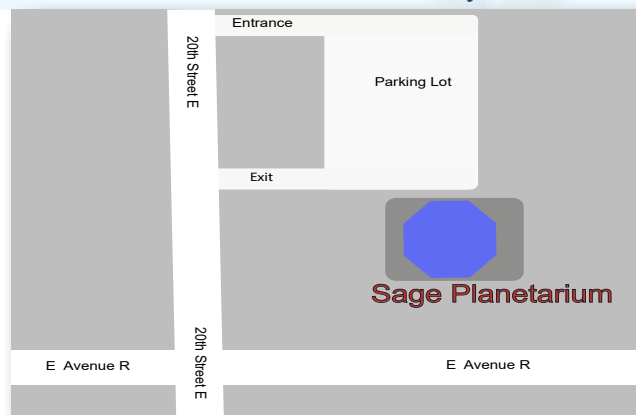 Entrance
20th Street E
Parking Lot
Exit
Sage Planetarium
20th Street E
E Avenue R
E Avenue R